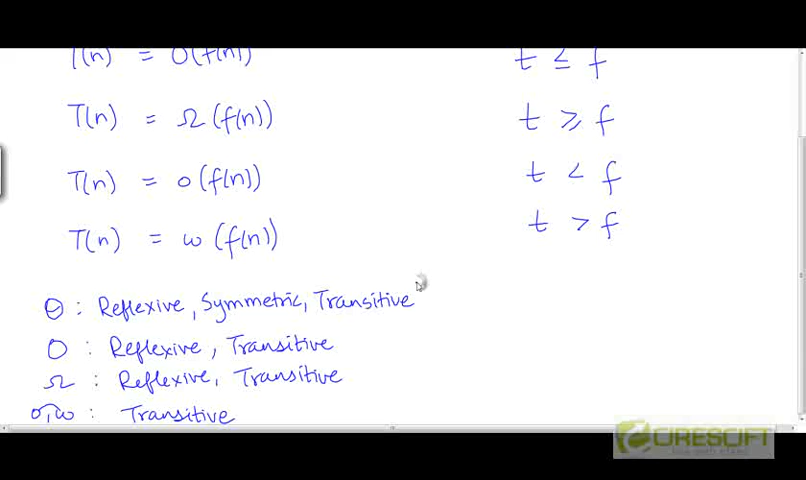 T(n) = O(f(n)) t ≤ f
T(n) = Ω(f(n)) t ≥ f
T(n) = o(f(n)) t < f
T(n) = ω(f(n)) t > f
Θ : Reflexive, Symmetric, Transitive
O : Reflexive, Transitive
Ω : Reflexive, Transitive
o, ω : Transitive